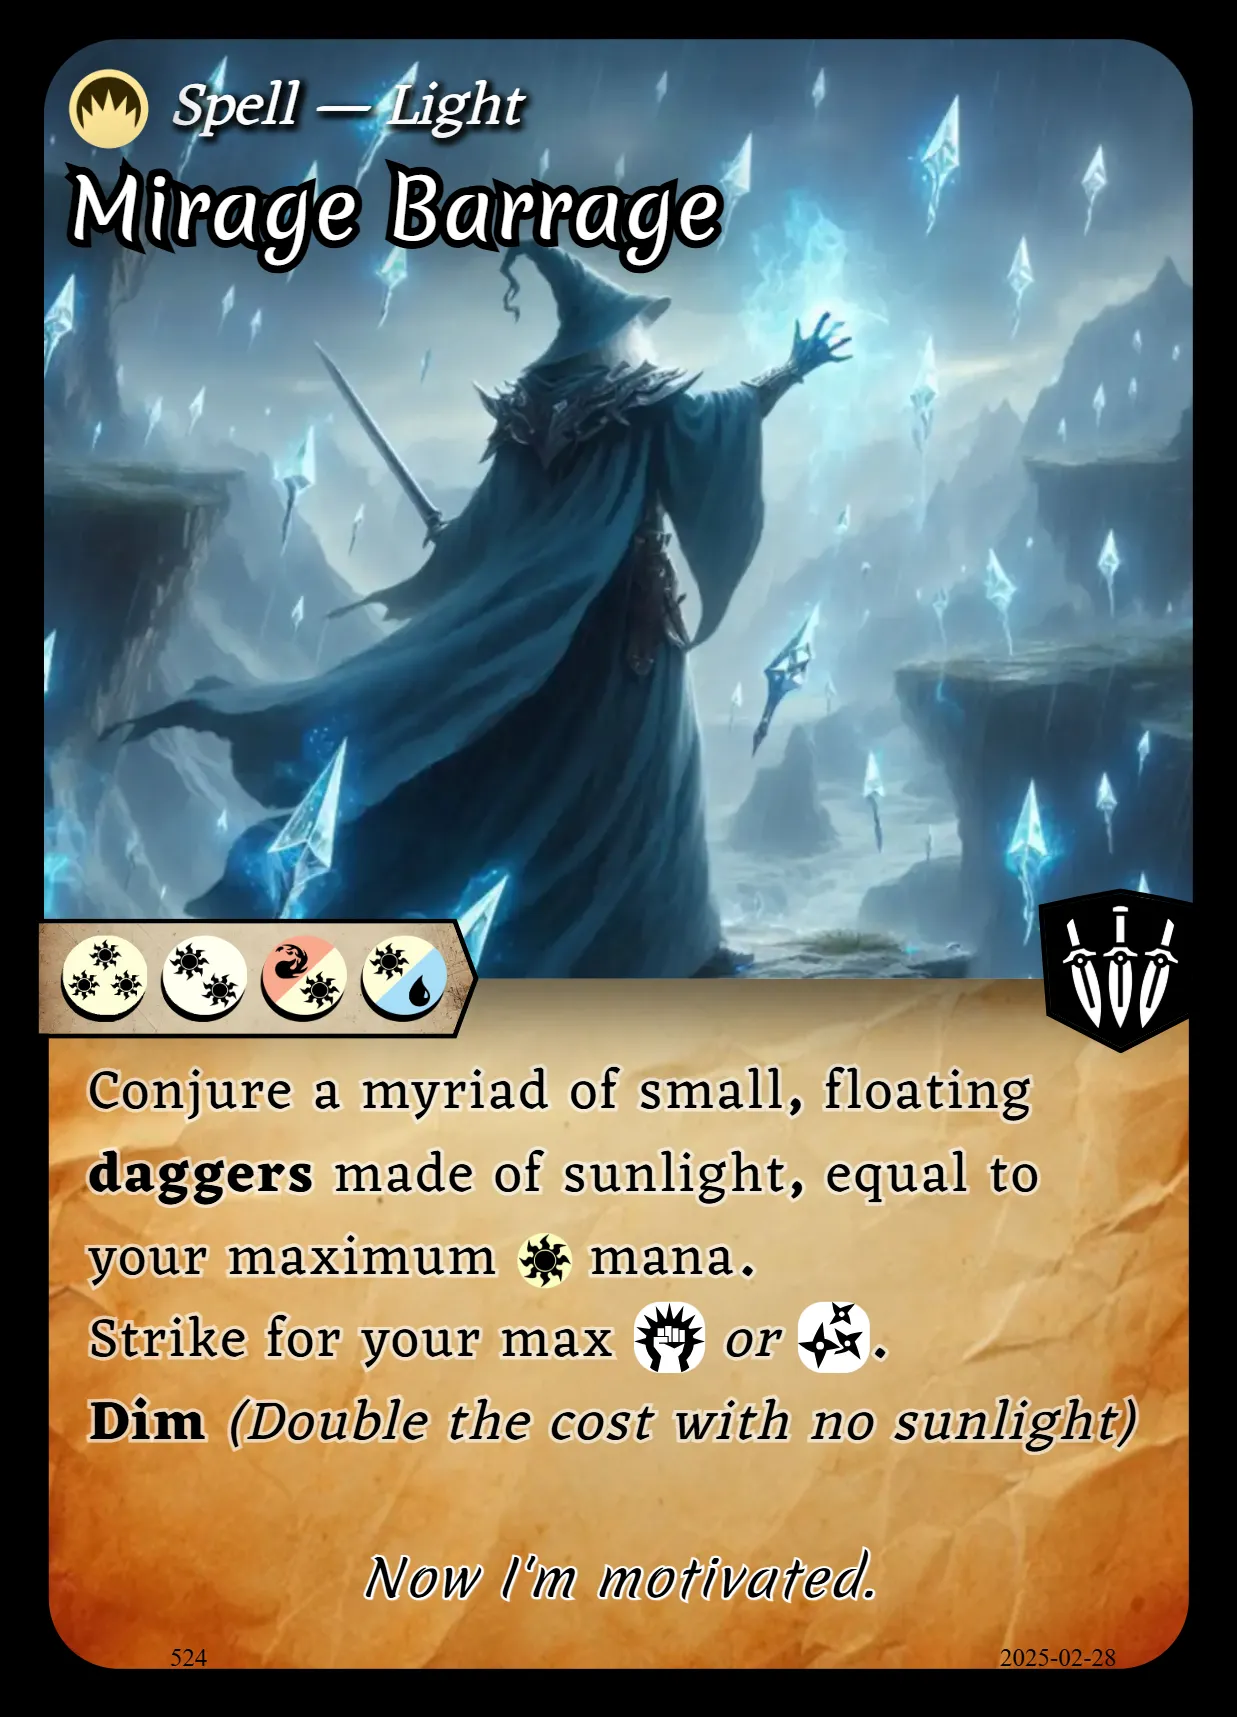 Spell — Light
Mirage Barrage
Conjure a myriad of small, floating
daggers made of sunlight, equal to
your maximum mana.
Strike for your max or .
Dim (Double the cost with no sunlight)
Now I'm motivated.
524
2025-02-28